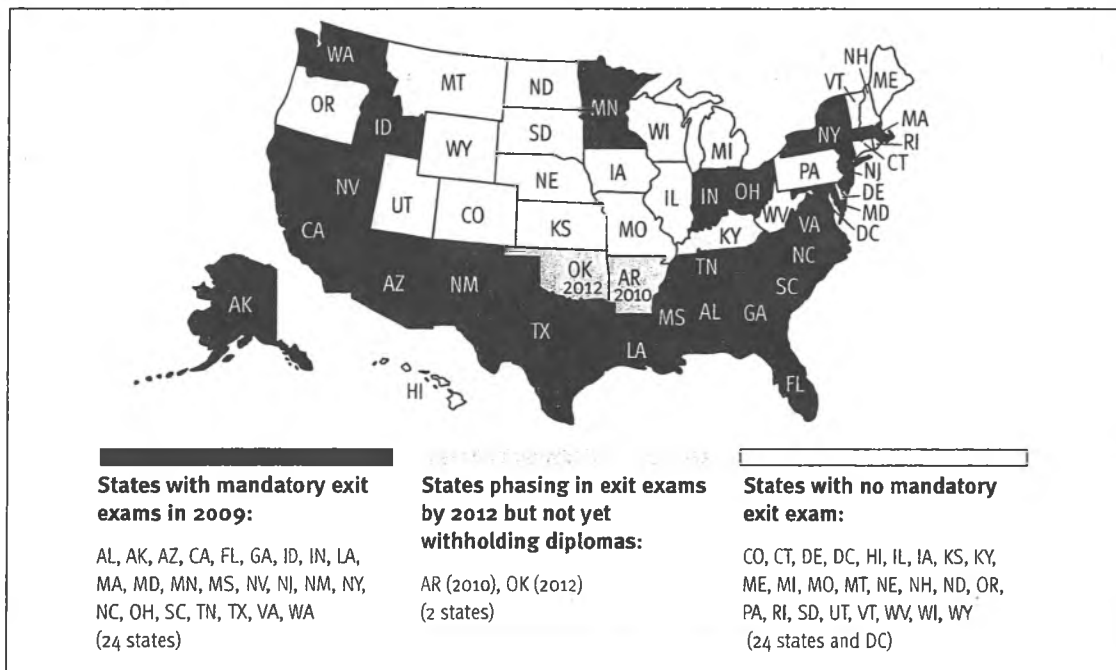 WA
MT
ND
MN
OR
ID
SD
WI
MI
NH
VT
ME
NY
MA
RI
CT
NJ
DE
MD
DC
WY
NE
IA
IL
IN
OH
PA
WV
VA
NV
UT
CO
KS
MO
KY
CA
AZ
NM
OK
2012
AR
2010
TN
NC
SC
MS
AL
GA
TX
LA
FL
AK
HI
States with mandatory exit
exams in 2009:
AL, AK, AZ, CA, FL, GA, ID, IN, LA,
MA, MD, MN, MS, NV, NJ, NM, NY,
NC, OH, SC, TN, TX, VA, WA
(24 states)
States phasing in exit exams
by 2012 but not yet
withholding diplomas:
AR (2010), OK (2012)
(2 states)
States with no mandatory
exit exam:
CO, CT, DE, DC, HI, IL, IA, KS, KY,
ME, MI, MO, MT, NE, NH, ND, OR,
PA, RI, SD, UT, VT, WV, WI, WY
(24 states and DC)